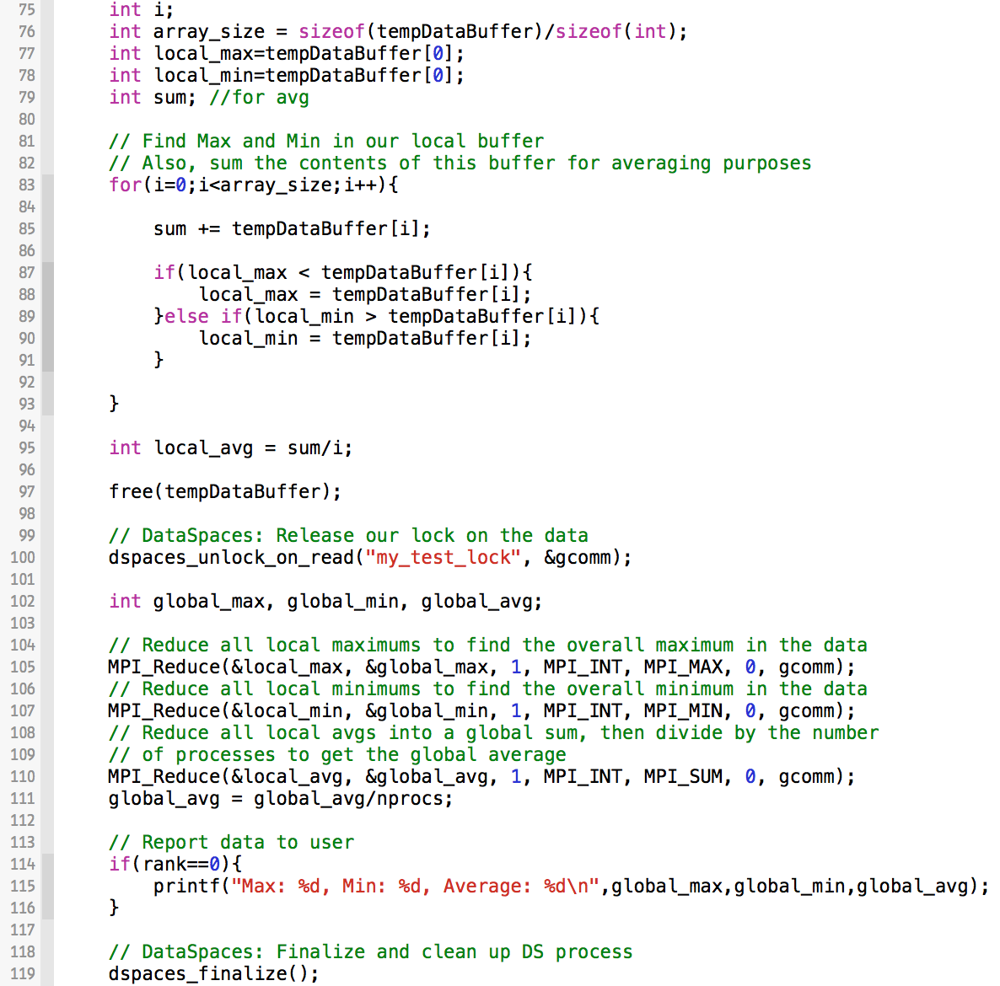 75 int i;
76 int array_size = sizeof(tempDataBuffer)/sizeof(int);
77 int local_max=tempDataBuffer[0];
78 int local_min=tempDataBuffer[0];
79 int sum; //for avg
80
81 // Find Max and Min in our local buffer
82 // Also, sum the contents of this buffer for averaging purposes
83 for(i=0;i<array_size;i++){
84
85 sum += tempDataBuffer[i];
86
87 if(local_max < tempDataBuffer[i]){
88 local_max = tempDataBuffer[i];
89 }else if(local_min > tempDataBuffer[i]){
90 local_min = tempDataBuffer[i];
91 }
92
93 }
94
95 int local_avg = sum/i;
96
97 free(tempDataBuffer);
98
99 // DataSpaces: Release our lock on the data
100 dspaces_unlock_on_read("my_test_lock", &gcomm);
101
102 int global_max, global_min, global_avg;
103
104 // Reduce all local maximums to find the overall maximum in the data
105 MPI_Reduce(&local_max, &global_max, 1, MPI_INT, MPI_MAX, 0, gcomm);
106 // Reduce all local minimums to find the overall minimum in the data
107 MPI_Reduce(&local_min, &global_min, 1, MPI_INT, MPI_MIN, 0, gcomm);
108 // Reduce all local avgs into a global sum, then divide by the number
109 // of processes to get the global average
110 MPI_Reduce(&local_avg, &global_avg, 1, MPI_INT, MPI_SUM, 0, gcomm);
111 global_avg = global_avg/nprocs;
112
113 // Report data to user
114 if(rank==0){
115 printf("Max: %d, Min: %d, Average: %d\n",global_max,global_min,global_avg);
116 }
117
118 // DataSpaces: Finalize and clean up DS process
119 dspaces_finalize();